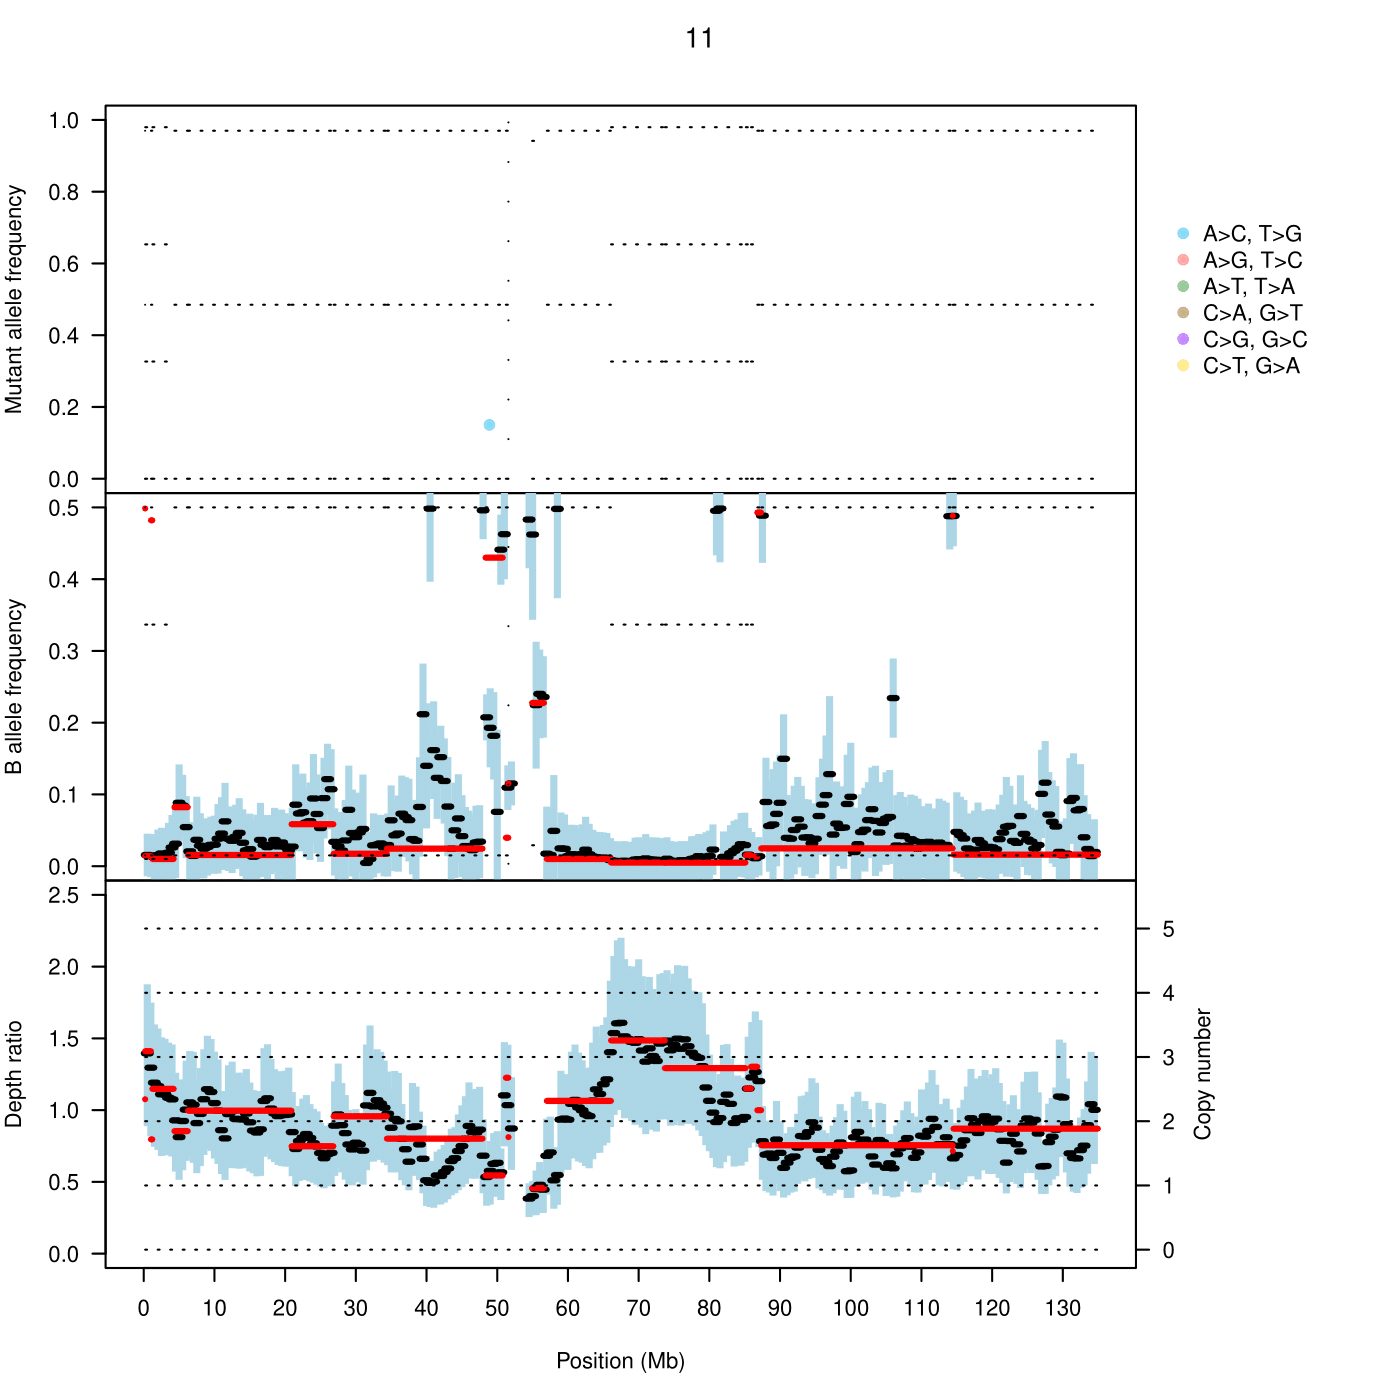 11
Mutant allele frequency
1.0
0.8
0.6
0.4
0.2
0.0
A>C, T>G
A>G, T>C
A>T, T>A
C>A, G>T
C>G, G>C
C>T, G>A
B allele frequency
0.5
0.4
0.3
0.2
0.1
0.0
Depth ratio
2.5
2.0
1.5
1.0
0.5
0.0
5
4
3
2
1
0
Copy number
0 10 20 30 40 50 60 70 80 90 100 110 120 130
Position (Mb)